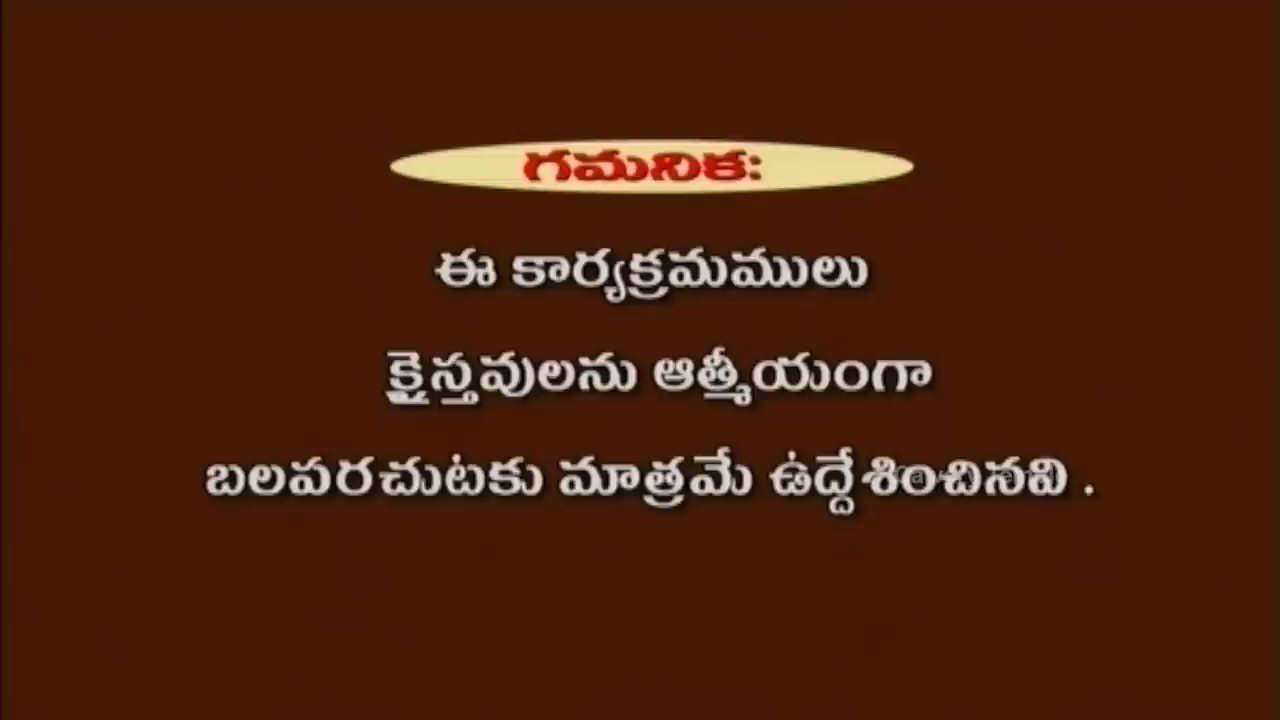 గమనిక:
ఈ కార్యక్రమములు
క్రైస్తవులను ఆత్మీయంగా
బలపరచుటకు మాత్రమే ఉద్దేశించినవి .